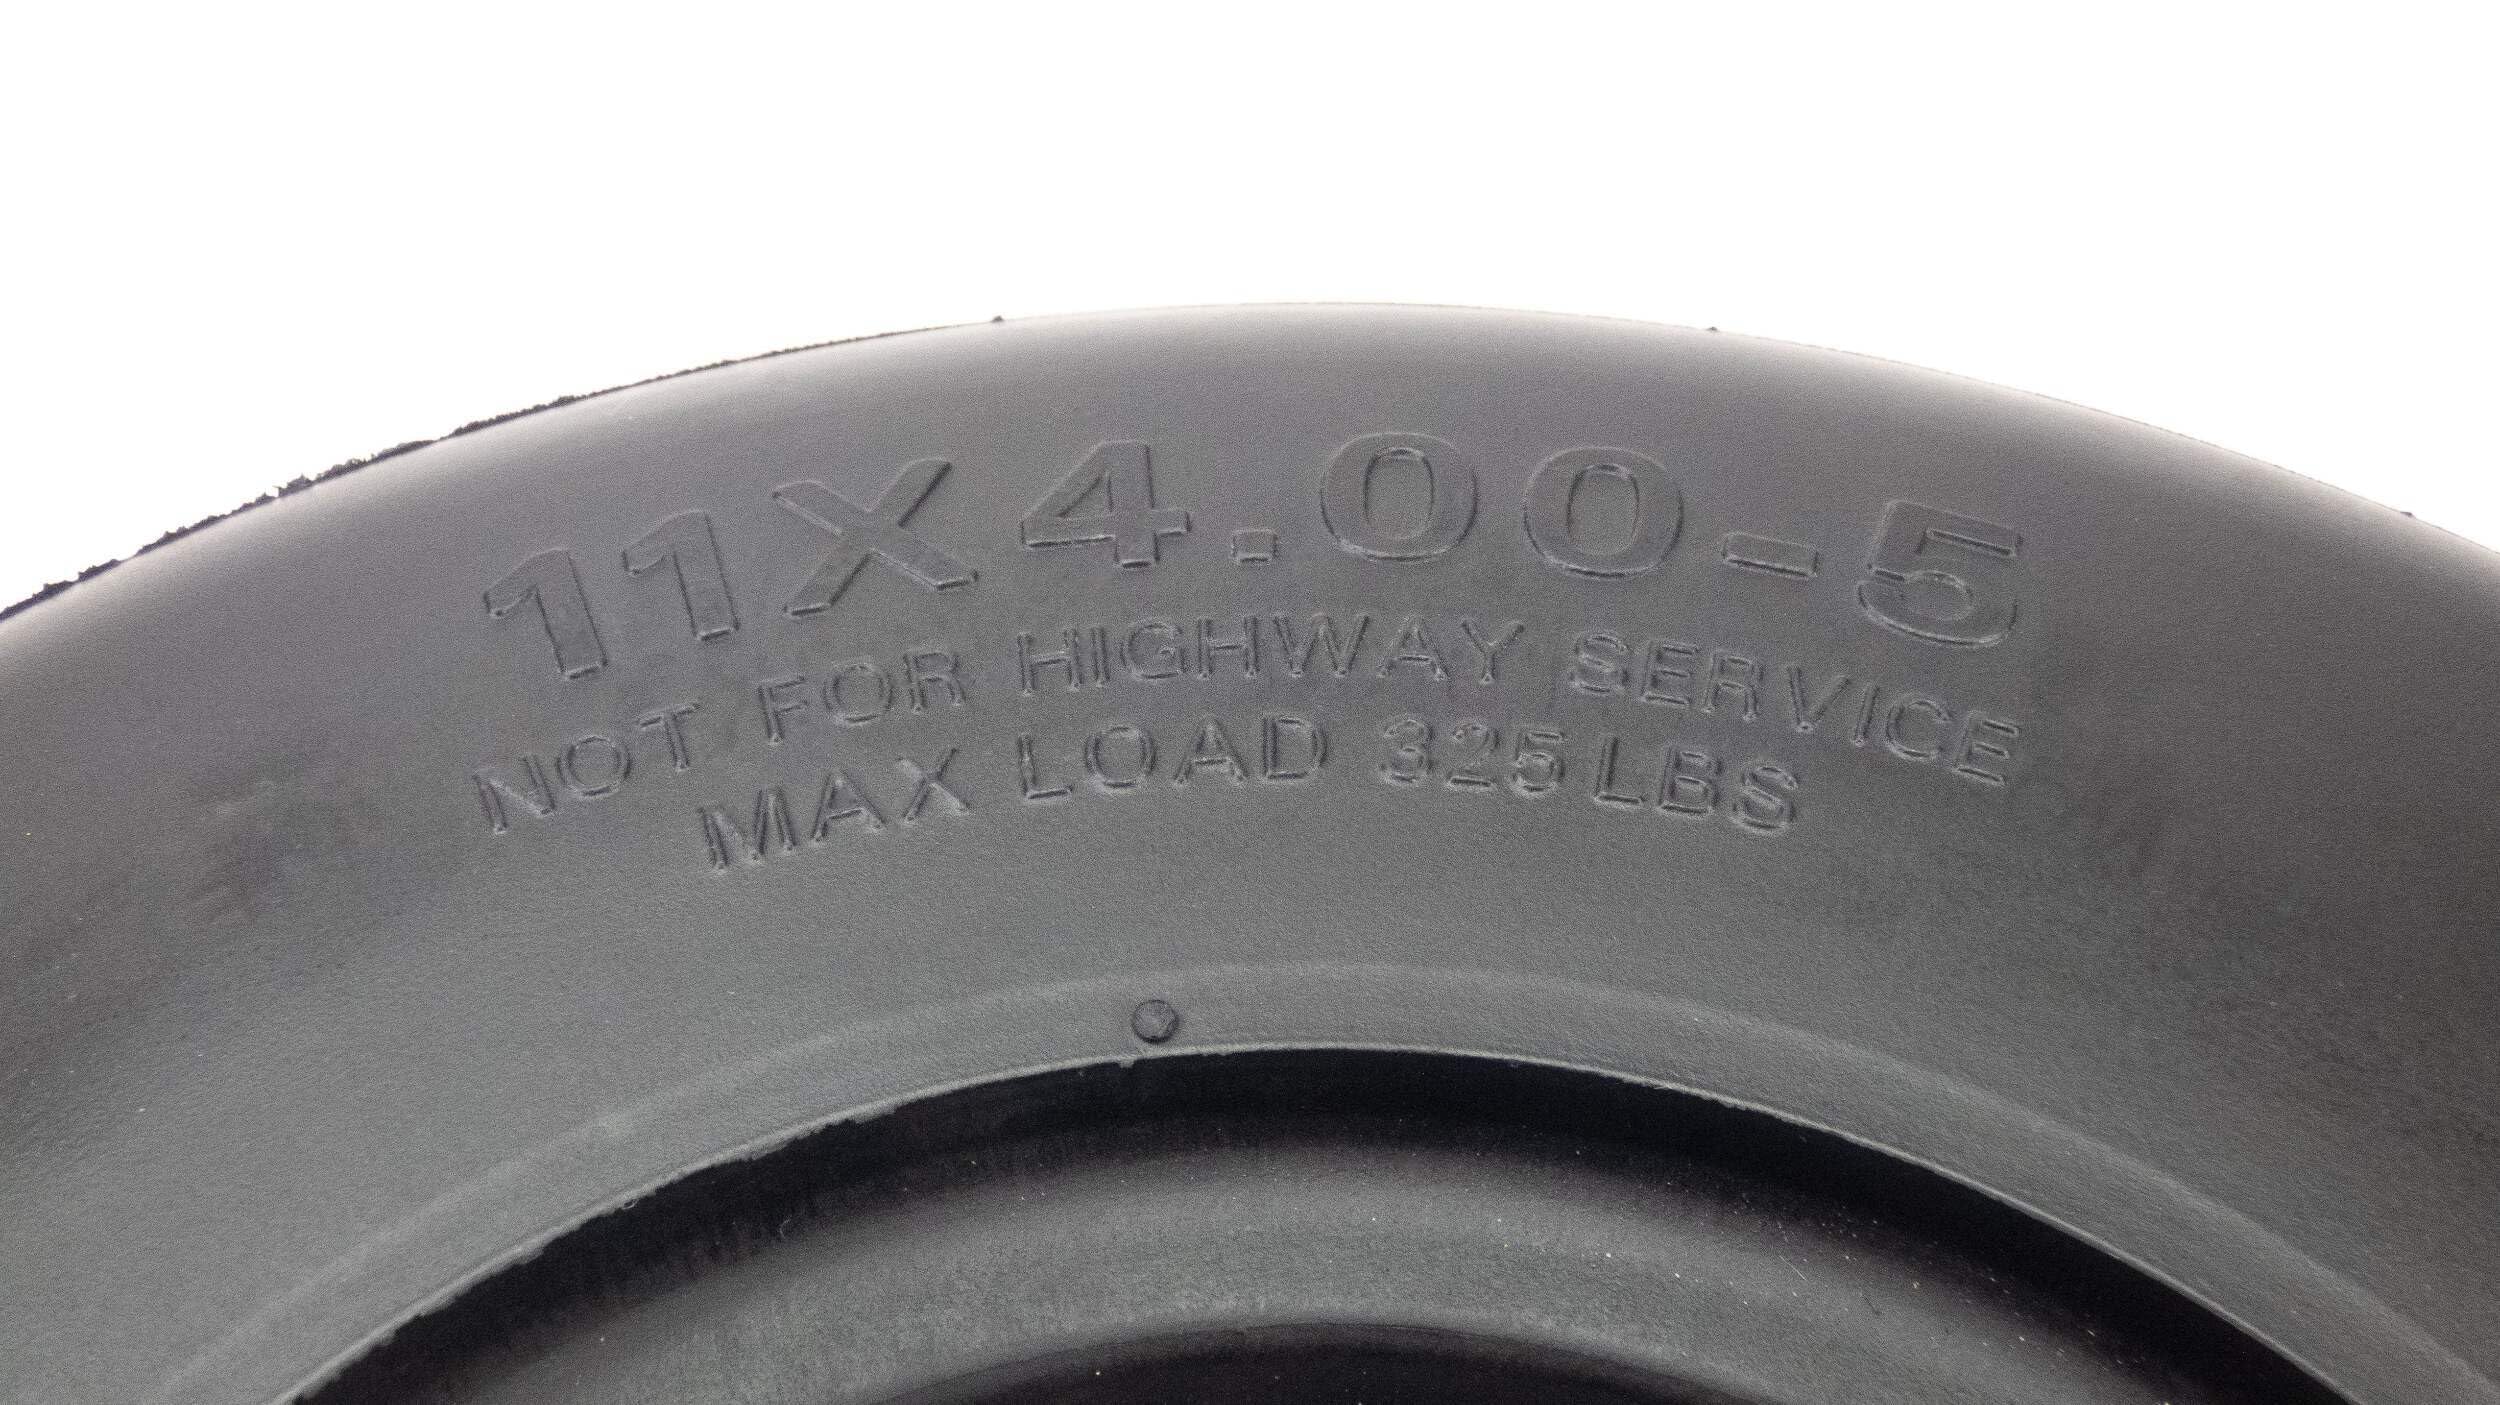 11X4.00-5
NOT FOR HIGHWAY SERVICE
MAX LOAD 325 LBS